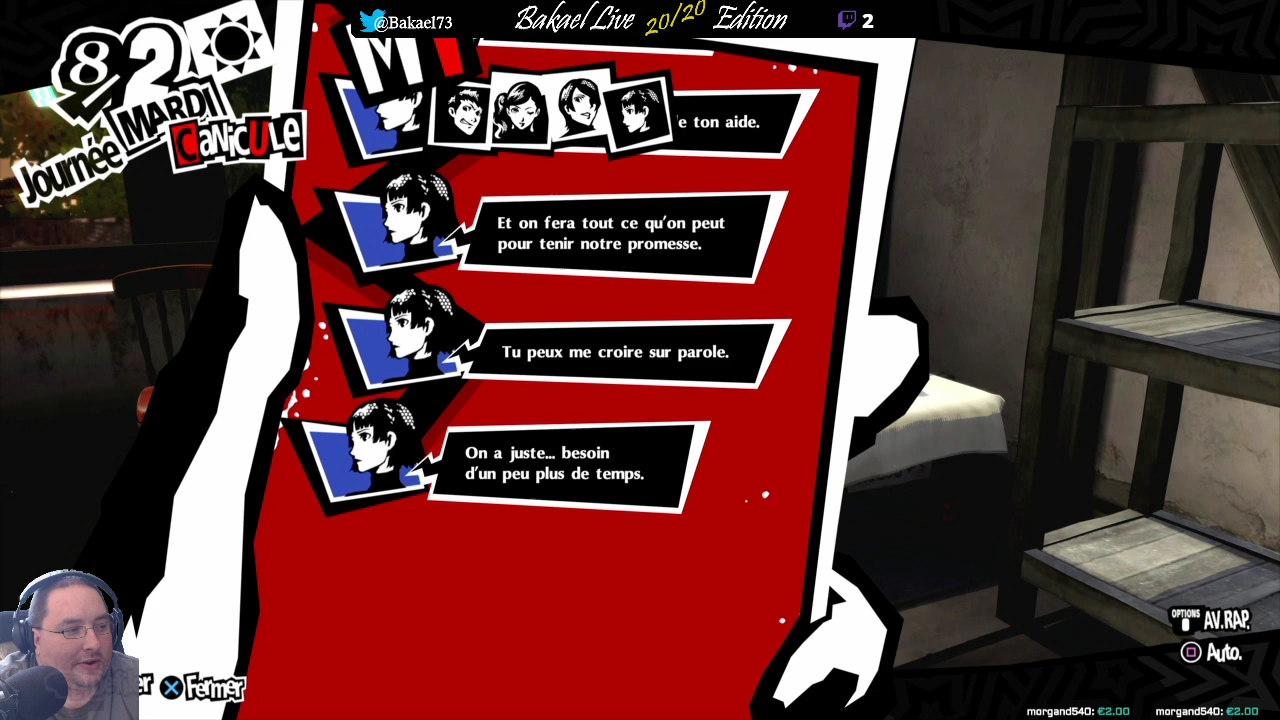 @Bakael73
Bakael Live 20/20 Edition
2
8/2
MARDI
CANICULE
Journée
M
e ton aide.
Et on fera tout ce qu'on peut
pour tenir notre promesse.
Tu peux me croire sur parole.
On a juste... besoin
d'un peu plus de temps.
OPTIONS
AV.RAP.
Auto.
er
Fermer
morgand540: €2.00
morgand540: €2.00